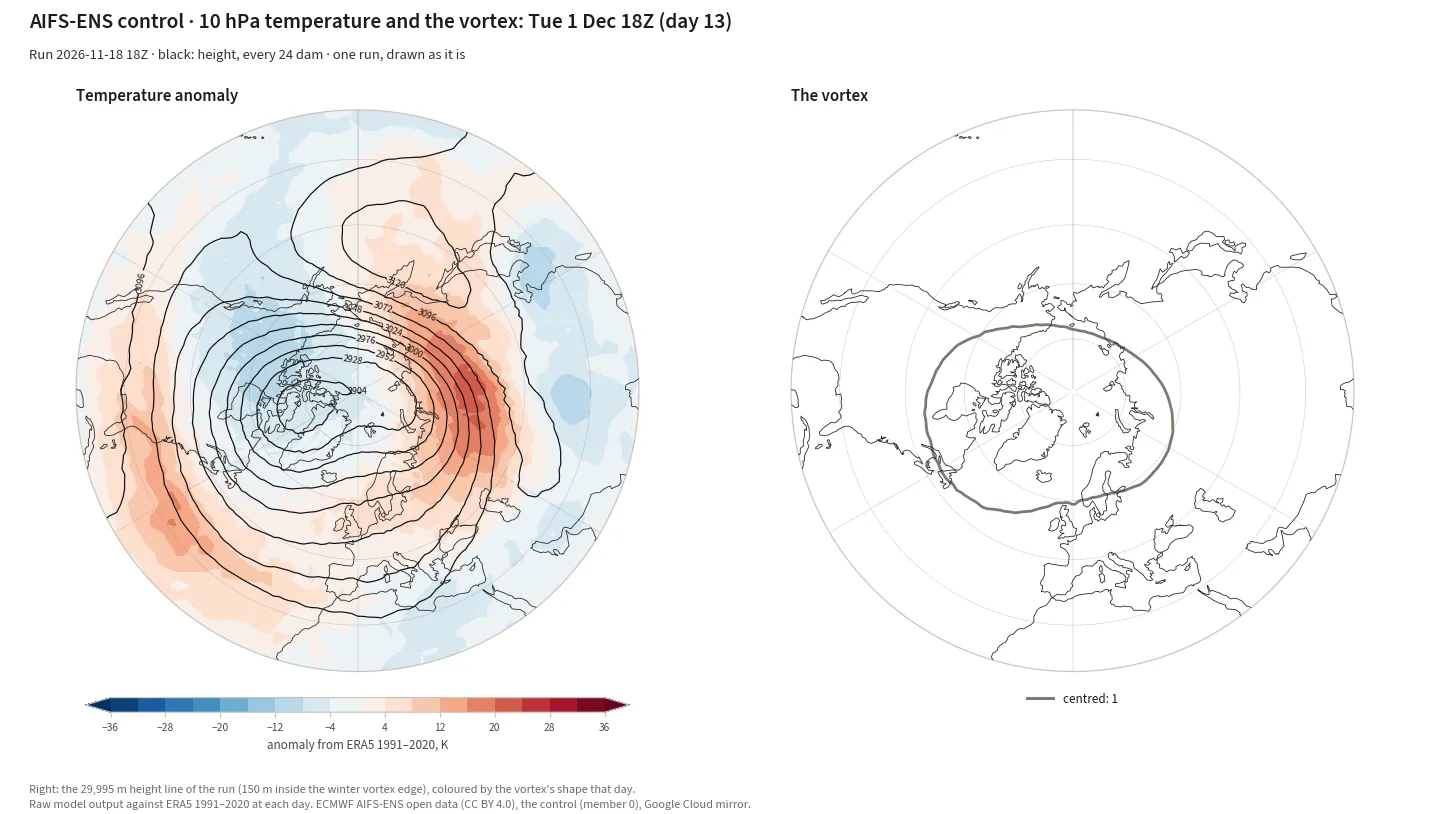 AIFS-ENS control · 10 hPa temperature and the vortex: Tue 1 Dec 18Z (day 13)
Run 2026-11-18 18Z · black: height, every 24 dam · one run, drawn as it is
Temperature anomaly
The vortex
3096
3120
3048
3072
3096
3024
2976
2952
3000
2928
2904
−36
−28
−20
−12
−4
4
12
20
28
36
anomaly from ERA5 1991–2020, K
centred: 1
Right: the 29,995 m height line of the run (150 m inside the winter vortex edge), coloured by the vortex's shape that day.
Raw model output against ERA5 1991–2020 at each day. ECMWF AIFS-ENS open data (CC BY 4.0), the control (member 0), Google Cloud mirror.